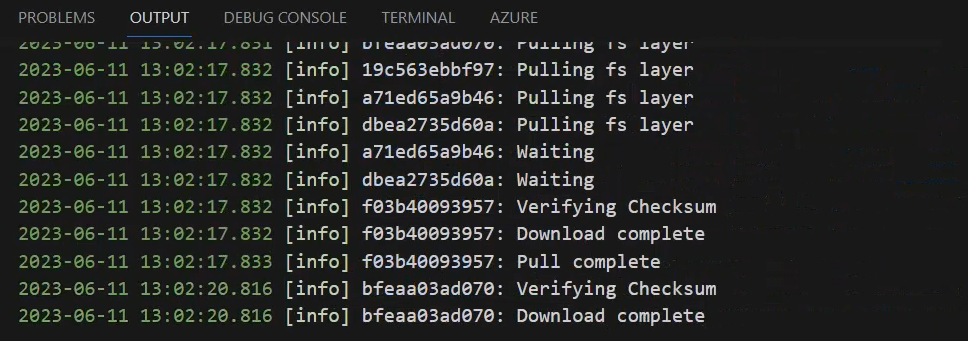 PROBLEMS OUTPUT DEBUG CONSOLE TERMINAL AZURE
2023-06-11 13:02:17.831 [info] bfeaa03ad070: Pulling fs layer
2023-06-11 13:02:17.832 [info] 19c563ebbf97: Pulling fs layer
2023-06-11 13:02:17.832 [info] a71ed65a9b46: Pulling fs layer
2023-06-11 13:02:17.832 [info] dbea2735d60a: Pulling fs layer
2023-06-11 13:02:17.832 [info] a71ed65a9b46: Waiting
2023-06-11 13:02:17.832 [info] dbea2735d60a: Waiting
2023-06-11 13:02:17.832 [info] f03b40093957: Verifying Checksum
2023-06-11 13:02:17.832 [info] f03b40093957: Download complete
2023-06-11 13:02:17.833 [info] f03b40093957: Pull complete
2023-06-11 13:02:20.816 [info] bfeaa03ad070: Verifying Checksum
2023-06-11 13:02:20.816 [info] bfeaa03ad070: Download complete